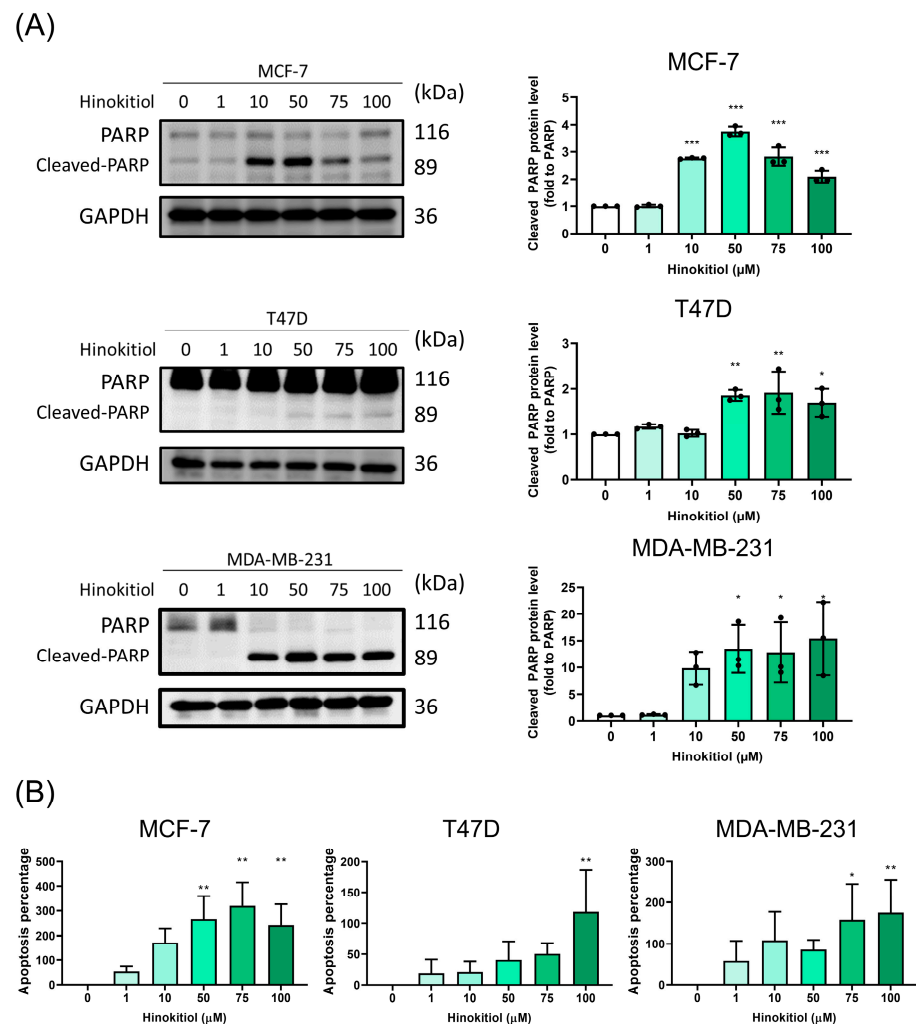 (A)
MCF-7
Hinokitiol 0 1 10 50 75 100 (kDa)
PARP 116
Cleaved-PARP 89
GAPDH 36
MCF-7
Cleaved PARP protein level
(fold to PARP)
5
4
3
2
1
0
***
***
***
***
0 1 10 50 75 100
Hinokitiol (µM)
T47D
Hinokitiol 0 1 10 50 75 100 (kDa)
PARP 116
Cleaved-PARP 89
GAPDH 36
T47D
Cleaved PARP protein level
(fold to PARP)
3
2
1
0
**
**
*
0 1 10 50 75 100
Hinokitiol (µM)
MDA-MB-231
Hinokitiol 0 1 10 50 75 100 (kDa)
PARP 116
Cleaved-PARP 89
GAPDH 36
MDA-MB-231
Cleaved PARP protein level
(fold to PARP)
25
20
15
10
5
0
*
*
*
0 1 10 50 75 100
Hinokitiol (µM)
(B)
MCF-7
Apoptosis percentage
500
400
300
200
100
0
**
**
**
0 1 10 50 75 100
Hinokitiol (µM)
T47D
Apoptosis percentage
200
150
100
50
0
**
0 1 10 50 75 100
Hinokitiol (µM)
MDA-MB-231
Apoptosis percentage
300
200
100
0
*
**
0 1 10 50 75 100
Hinokitiol (µM)